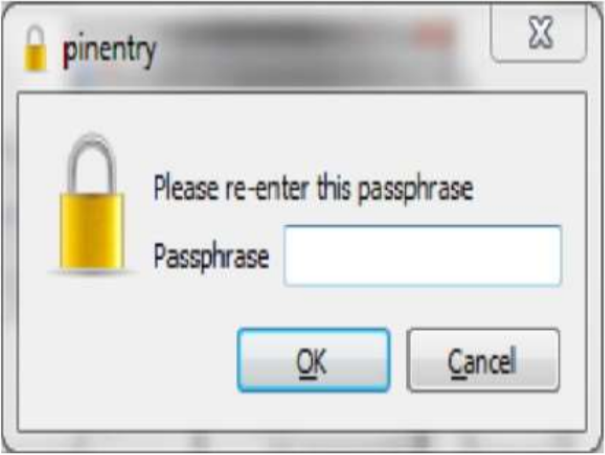 pinentry
Please re-enter this passphrase
Passphrase
OK
Cancel